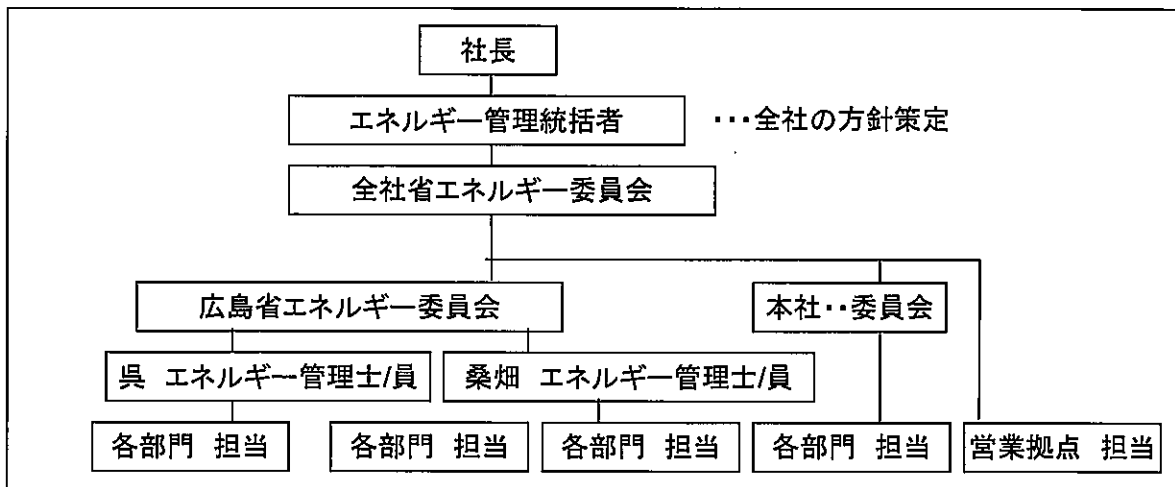 社長
エネルギー管理統括者 ・・・全社の方針策定
全社省エネルギー委員会
広島省エネルギー委員会 本社・・委員会
呉 エネルギー管理士/員 桑畑 エネルギー管理士/員
各部門 担当 各部門 担当 各部門 担当 各部門 担当 営業拠点 担当